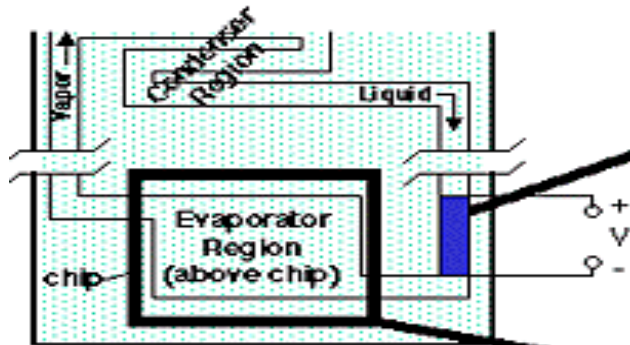 Vapor
Condenser
Region
Liquid
Evaporator
Region
(above chip)
chip
+
V
-